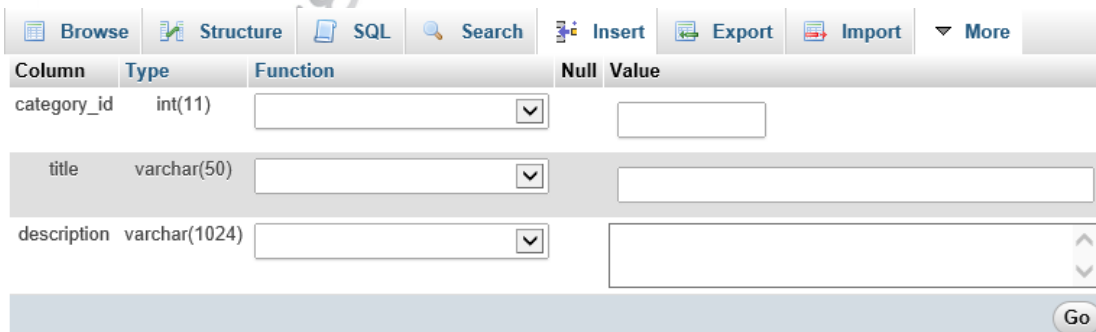 Browse Structure SQL Search Insert Export Import More
Column Type Function Null Value
category_id int(11)
title varchar(50)
description varchar(1024)
Go